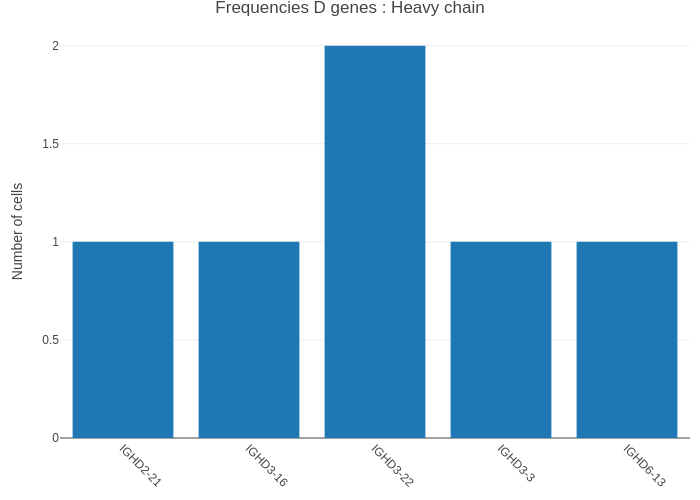 Frequencies D genes : Heavy chain
Number of cells
2
1.5
1
0.5
0
IGHD2-21
IGHD3-16
IGHD3-22
IGHD3-3
IGHD6-13